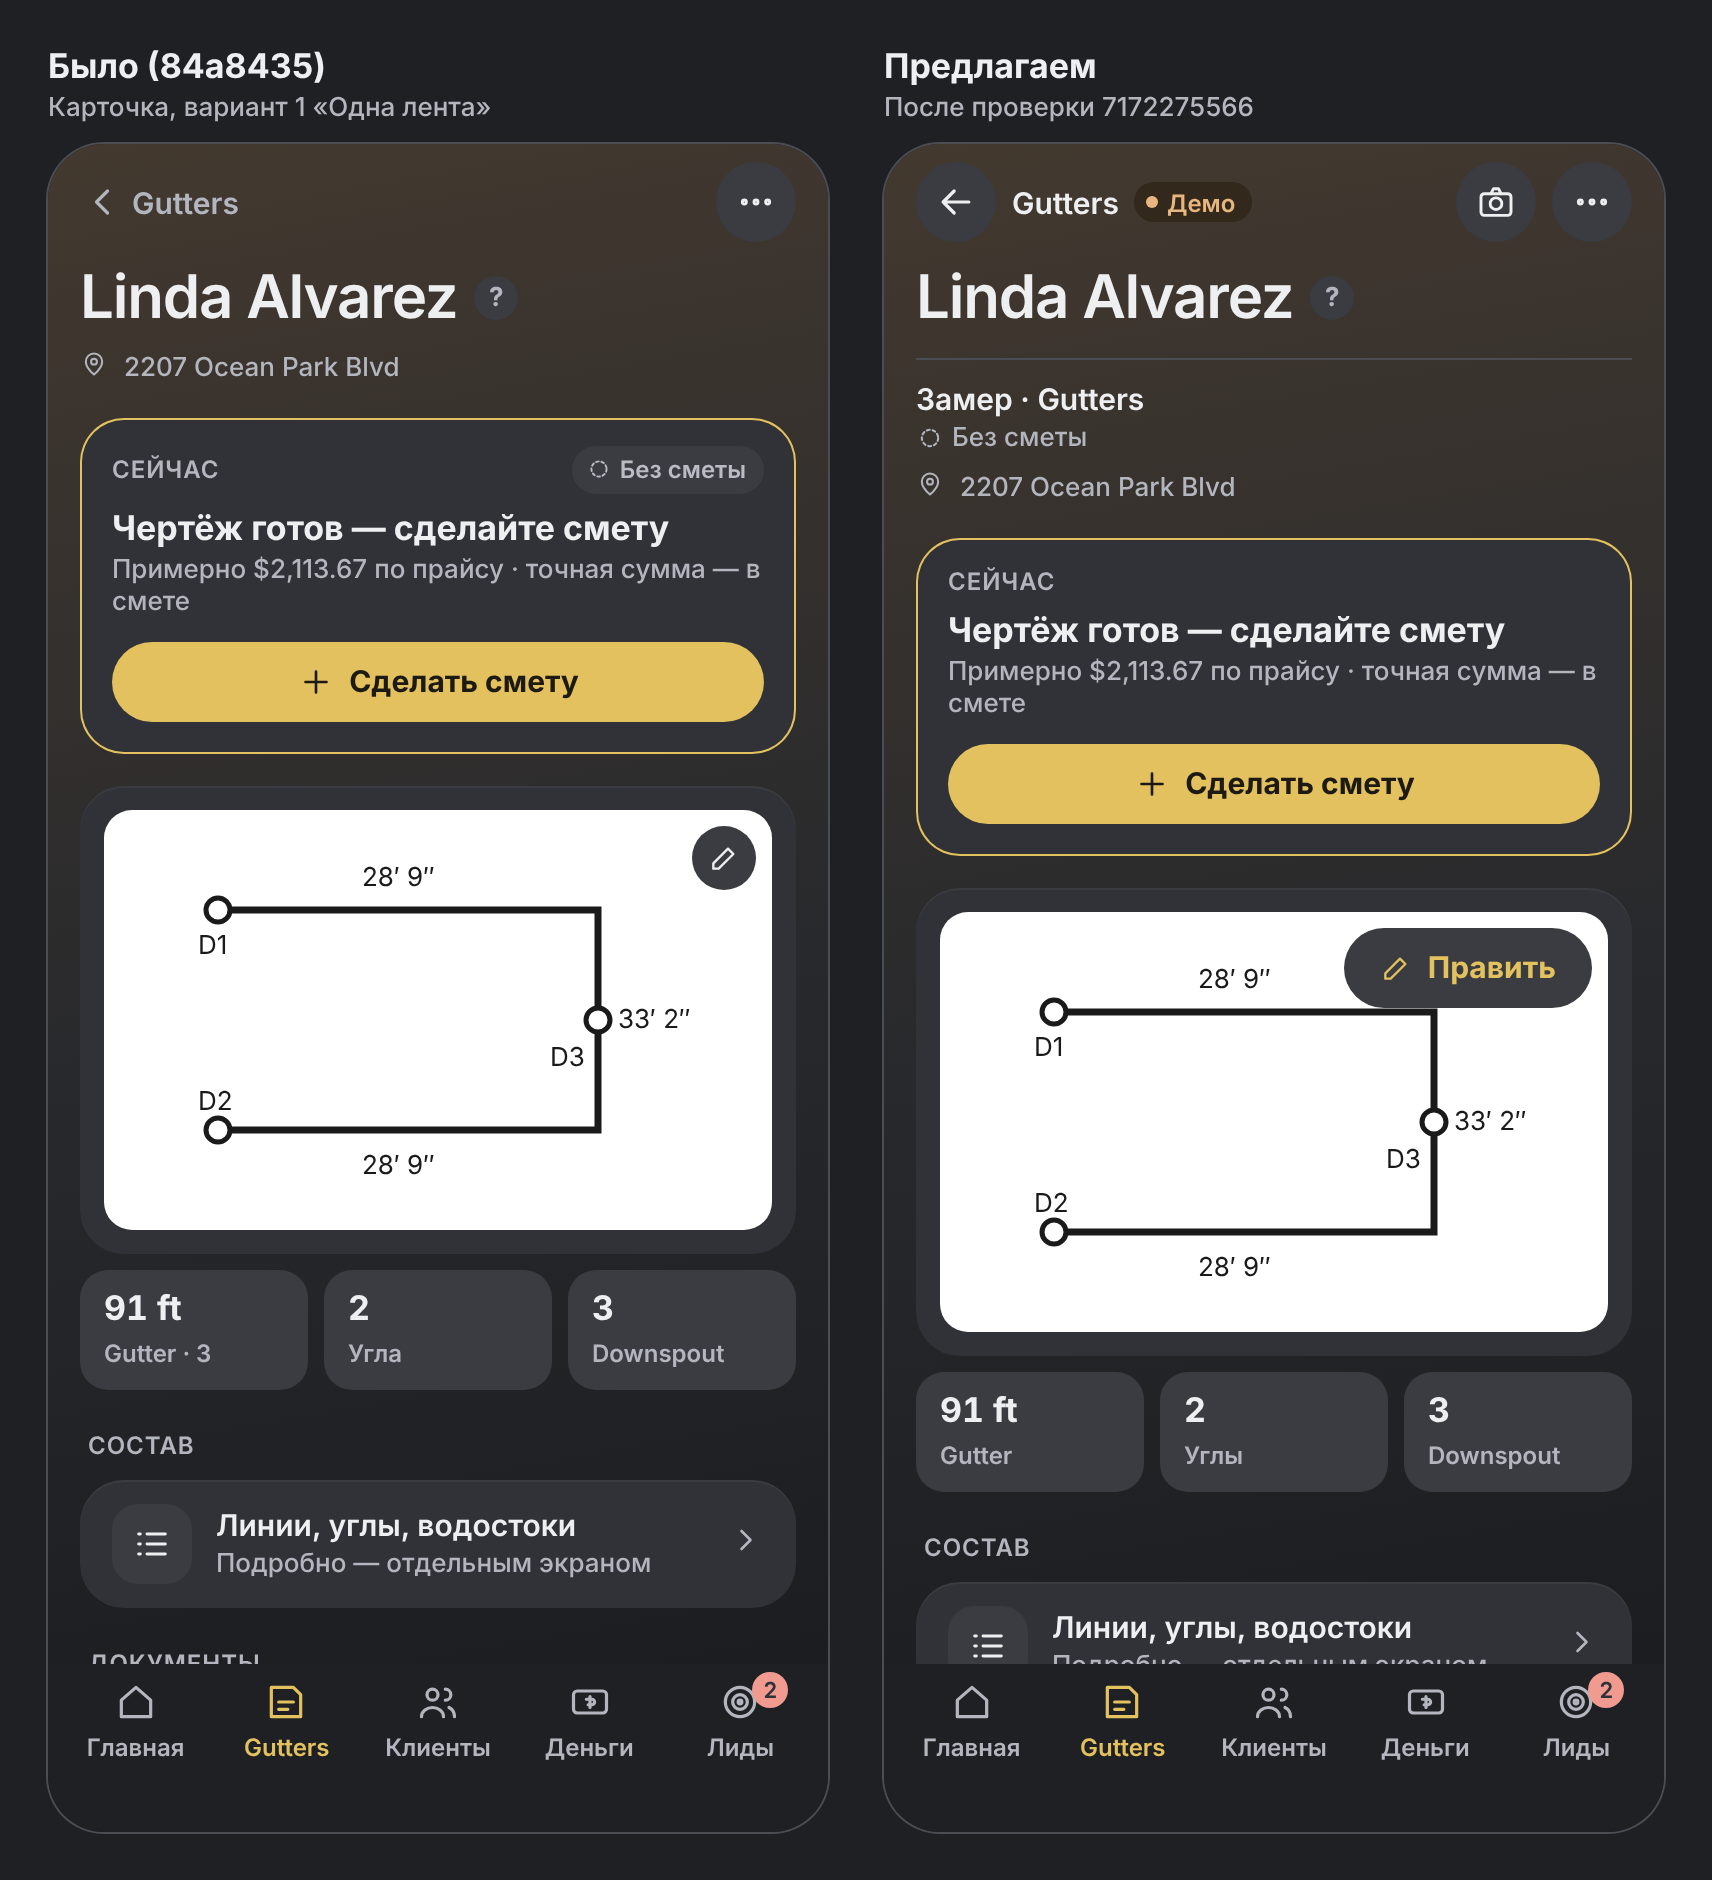 Было (84a8435)
Карточка, вариант 1 «Одна лента»
Gutters
Linda Alvarez ?
2207 Ocean Park Blvd
СЕЙЧАС
Без сметы
Чертёж готов — сделайте смету
Примерно $2,113.67 по прайсу · точная сумма — в
смете
+ Сделать смету
28′ 9″
D1
33′ 2″
D3
D2
28′ 9″
91 ft
Gutter · 3
2
Угла
3
Downspout
СОСТАВ
Линии, углы, водостоки
Подробно — отдельным экраном
ДОКУМЕНТЫ
2
Главная
Gutters
Клиенты
Деньги
Лиды
Предлагаем
После проверки 7172275566
Gutters
Демо
Linda Alvarez ?
Замер · Gutters
Без сметы
2207 Ocean Park Blvd
СЕЙЧАС
Чертёж готов — сделайте смету
Примерно $2,113.67 по прайсу · точная сумма — в
смете
+ Сделать смету
Править
28′ 9″
D1
33′ 2″
D3
D2
28′ 9″
91 ft
Gutter
2
Углы
3
Downspout
СОСТАВ
Линии, углы, водостоки
Подробно — отдельным экраном
2
Главная
Gutters
Клиенты
Деньги
Лиды